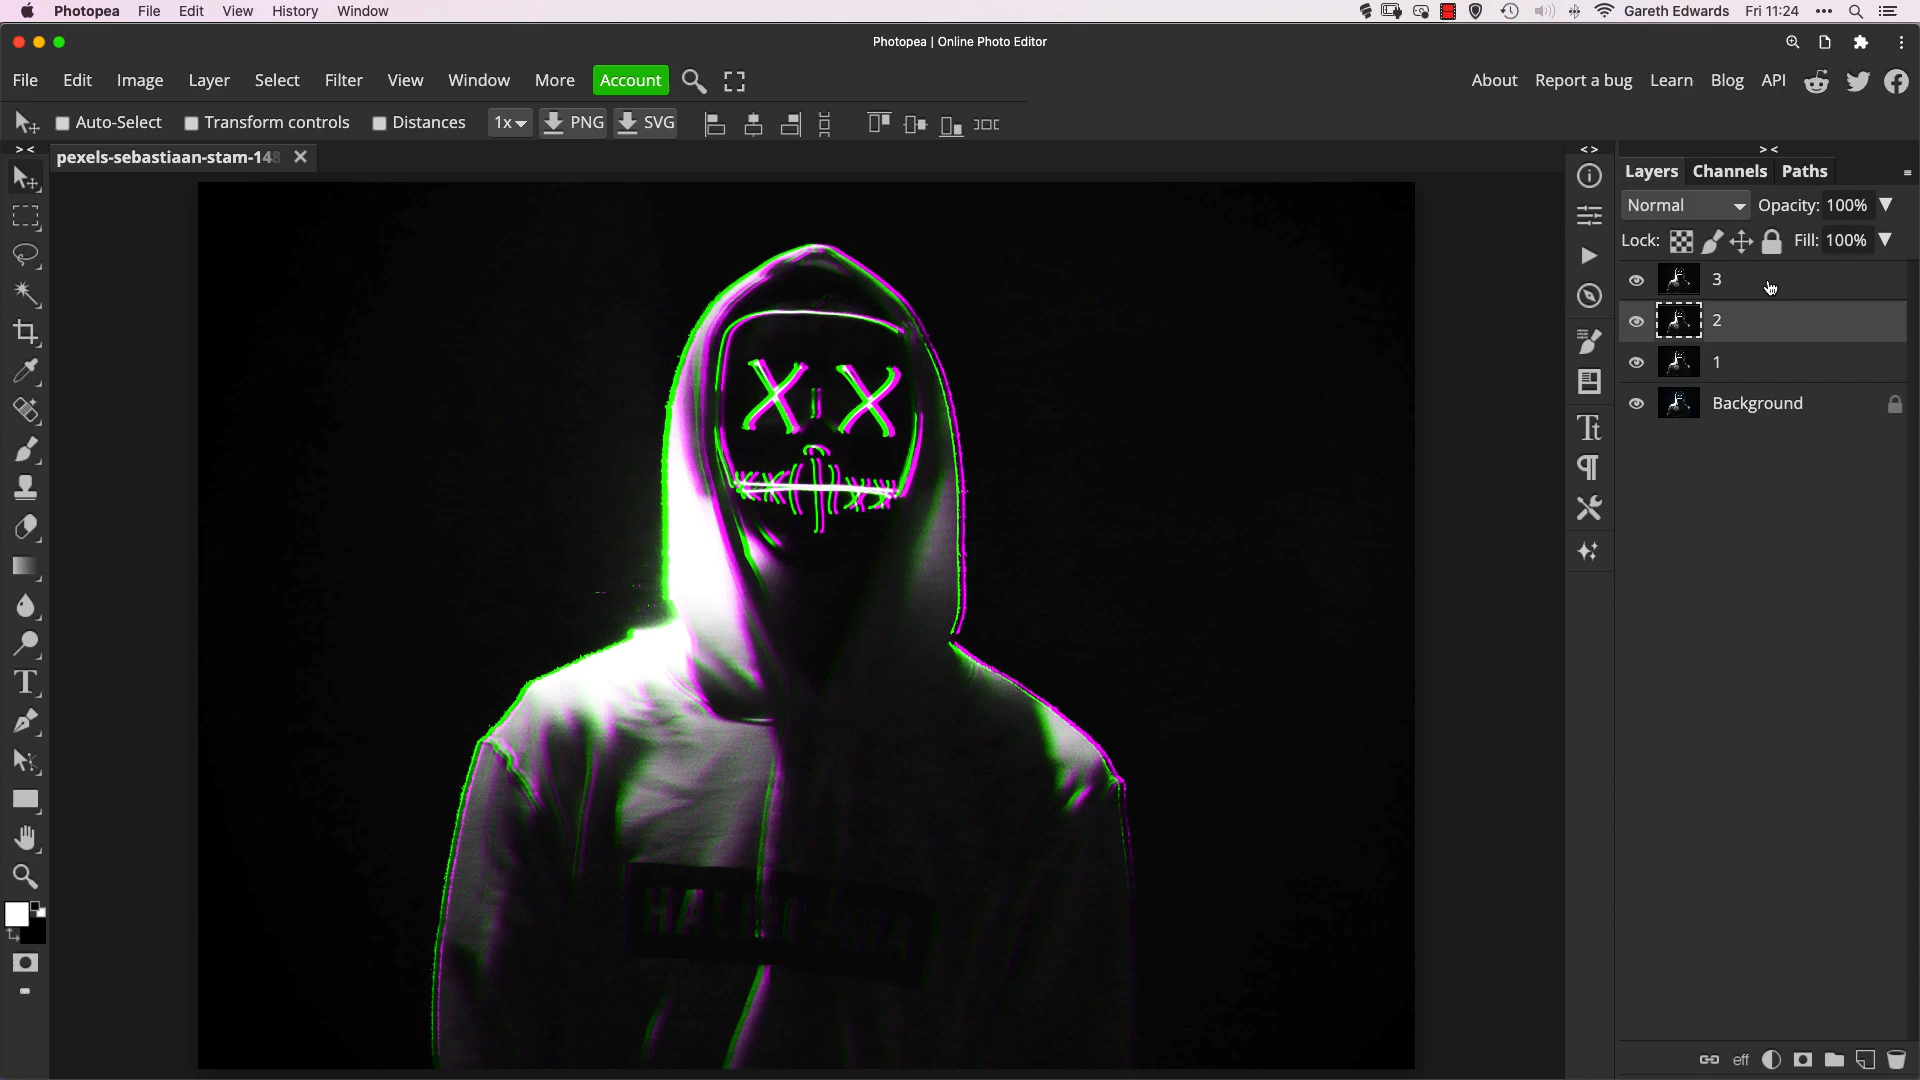 Photopea File Edit View History Window Gareth Edwards Fri 11:24
Photopea | Online Photo Editor
File Edit Image Layer Select Filter View Window More Account About Report a bug Learn Blog API
Auto-Select Transform controls Distances 1x PNG SVG
pexels-sebastiaan-stam-148
Layers Channels Paths
Normal Opacity: 100%
Lock: Fill: 100%
3
2
1
Background
eff